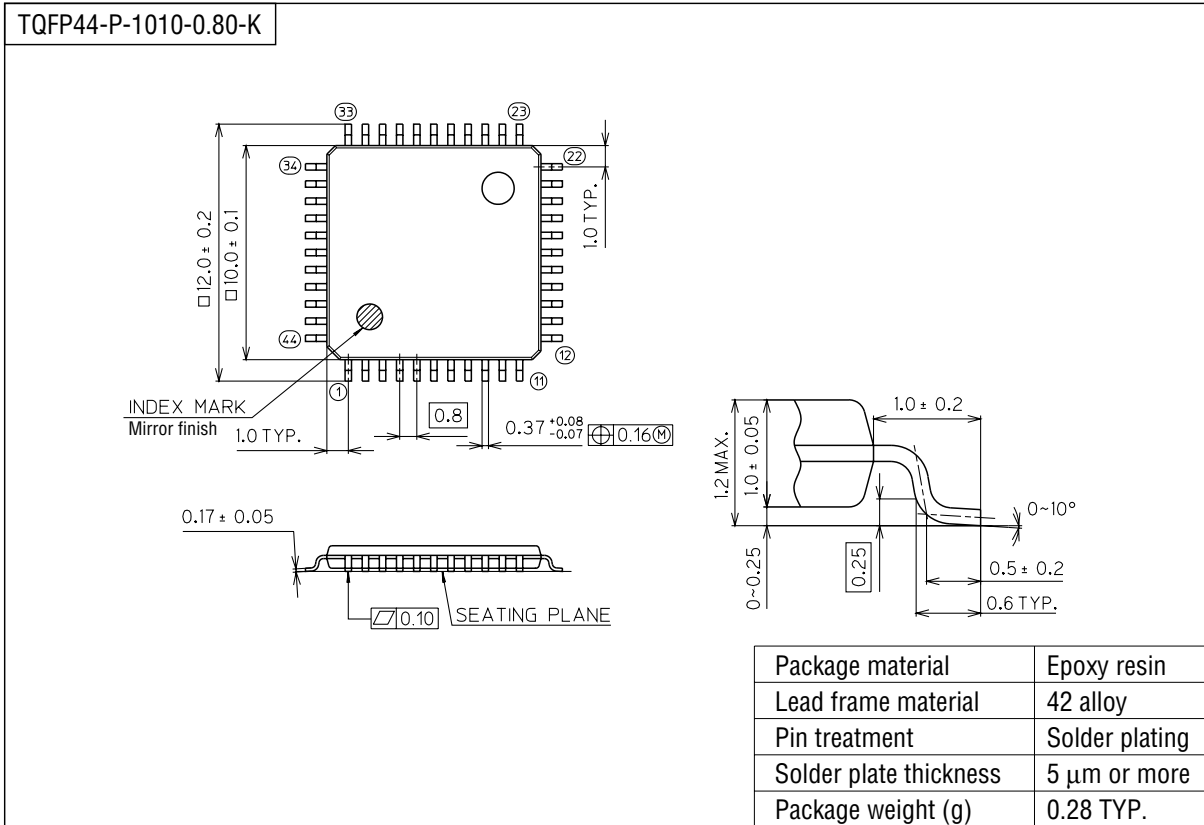 TQFP44-P-1010-0.80-K
33
23
34
22
□12.0 ± 0.2
□10.0 ± 0.1
1.0 TYP.
44
12
1
11
INDEX MARK
Mirror finish
1.0 TYP.
0.8
0.37 +0.08 -0.07
⌖ 0.16 Ⓜ
1.2 MAX.
1.0 ± 0.05
1.0 ± 0.2
0~10°
0~0.25
0.25
0.5 ± 0.2
0.6 TYP.
0.17 ± 0.05
⏥ 0.10
SEATING PLANE
Package material Epoxy resin
Lead frame material 42 alloy
Pin treatment Solder plating
Solder plate thickness 5 μm or more
Package weight (g) 0.28 TYP.